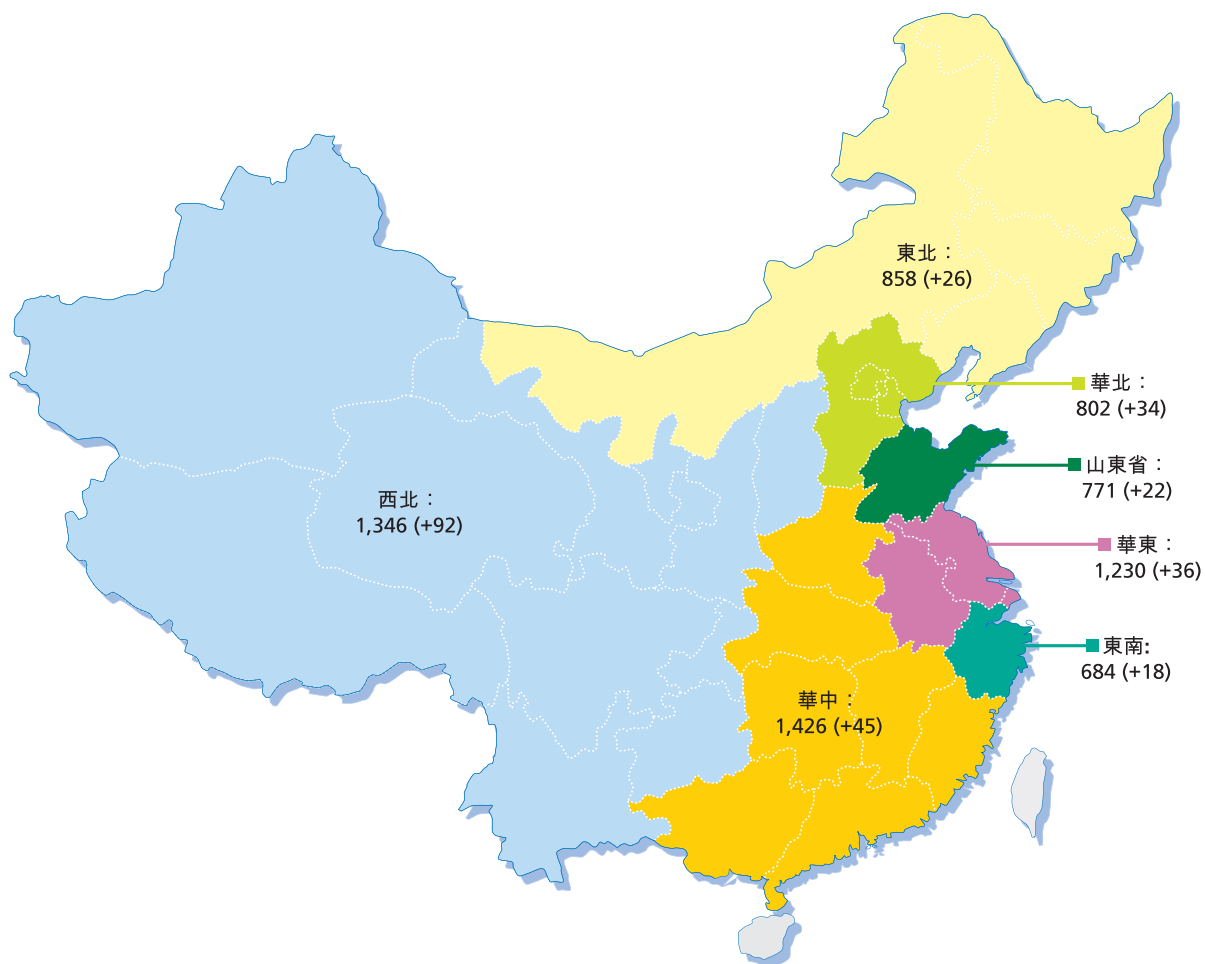 東北：
858 (+26)
華北：
802 (+34)
山東省：
771 (+22)
西北：
1,346 (+92)
華東：
1,230 (+36)
東南:
684 (+18)
華中：
1,426 (+45)